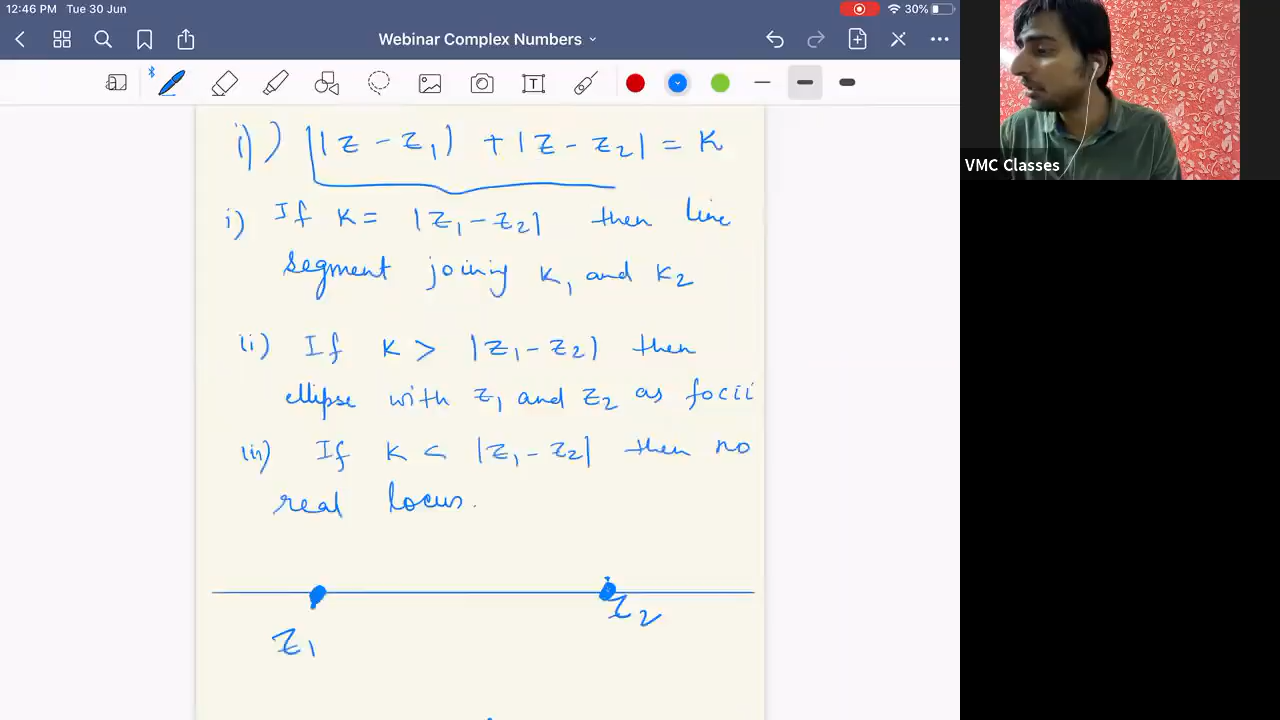 12:46 PM Tue 30 Jun
30%
Webinar Complex Numbers
i) ) |z - z1) + |z - z2| = K
i) If K = |z1 - z2| then line
segment joining K1 and K2
(ii) If K > |z1 - z2) then
ellipse with z1 and z2 as focii
(iii) If K < |z1 - z2| then no
real locus.
z1
z2
VMC Classes